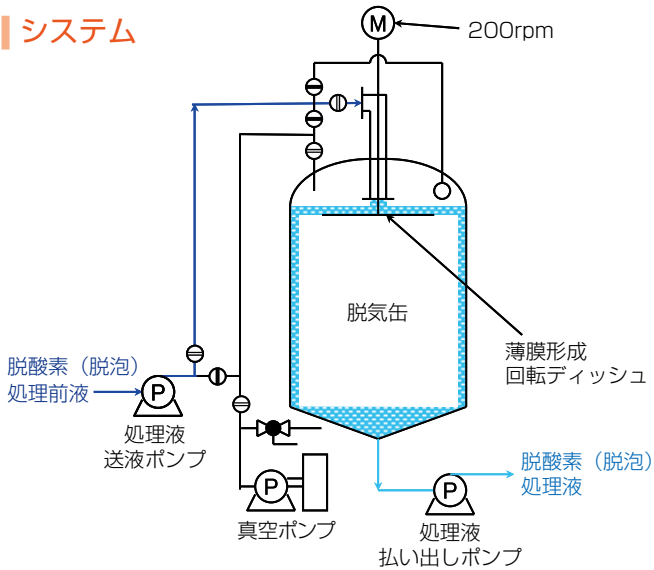 システム
M
200rpm
脱気缶
薄膜形成
回転ディッシュ
脱酸素（脱泡）
処理前液
P
処理液
送液ポンプ
P
真空ポンプ
脱酸素（脱泡）
処理液
P
処理液
払い出しポンプ